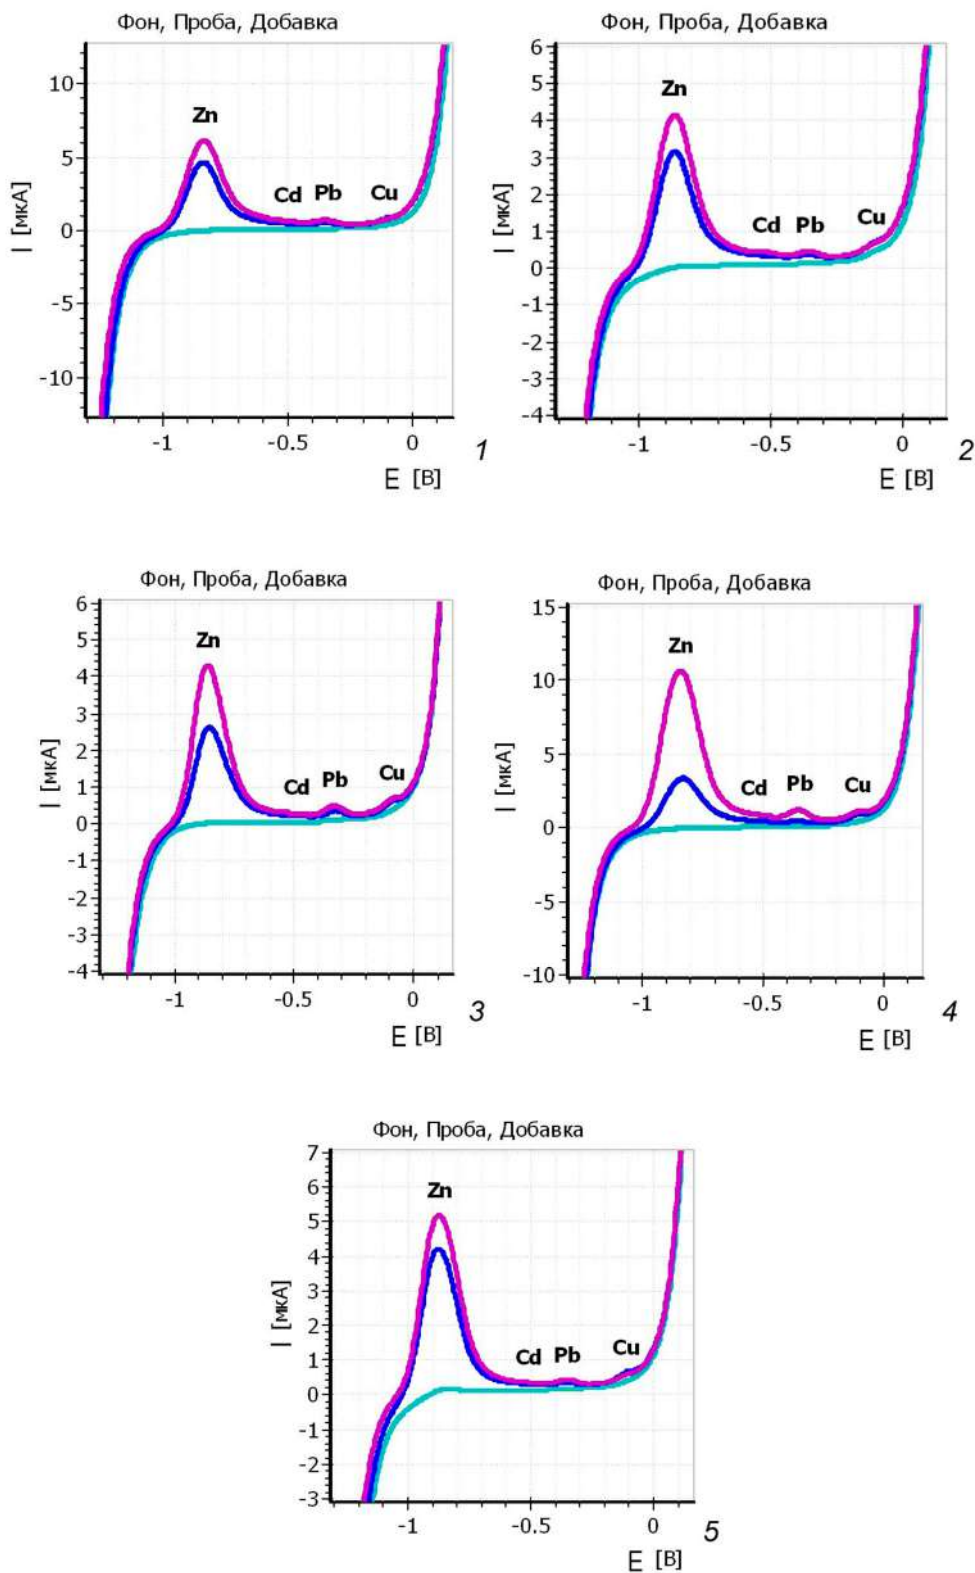 Фон, Проба, Добавка
10
5
0
-5
-10
I [мкА]
Zn
Cd Pb Cu
-1 -0.5 0
E [В]
1
Фон, Проба, Добавка
6
5
4
3
2
1
0
-1
-2
-3
-4
I [мкА]
Zn
Cd Pb Cu
-1 -0.5 0
E [В]
2
Фон, Проба, Добавка
6
5
4
3
2
1
0
-1
-2
-3
-4
I [мкА]
Zn
Cd Pb Cu
-1 -0.5 0
E [В]
3
Фон, Проба, Добавка
15
10
5
0
-5
-10
I [мкА]
Zn
Cd Pb Cu
-1 -0.5 0
E [В]
4
Фон, Проба, Добавка
7
6
5
4
3
2
1
0
-1
-2
-3
I [мкА]
Zn
Cd Pb Cu
-1 -0.5 0
E [В]
5